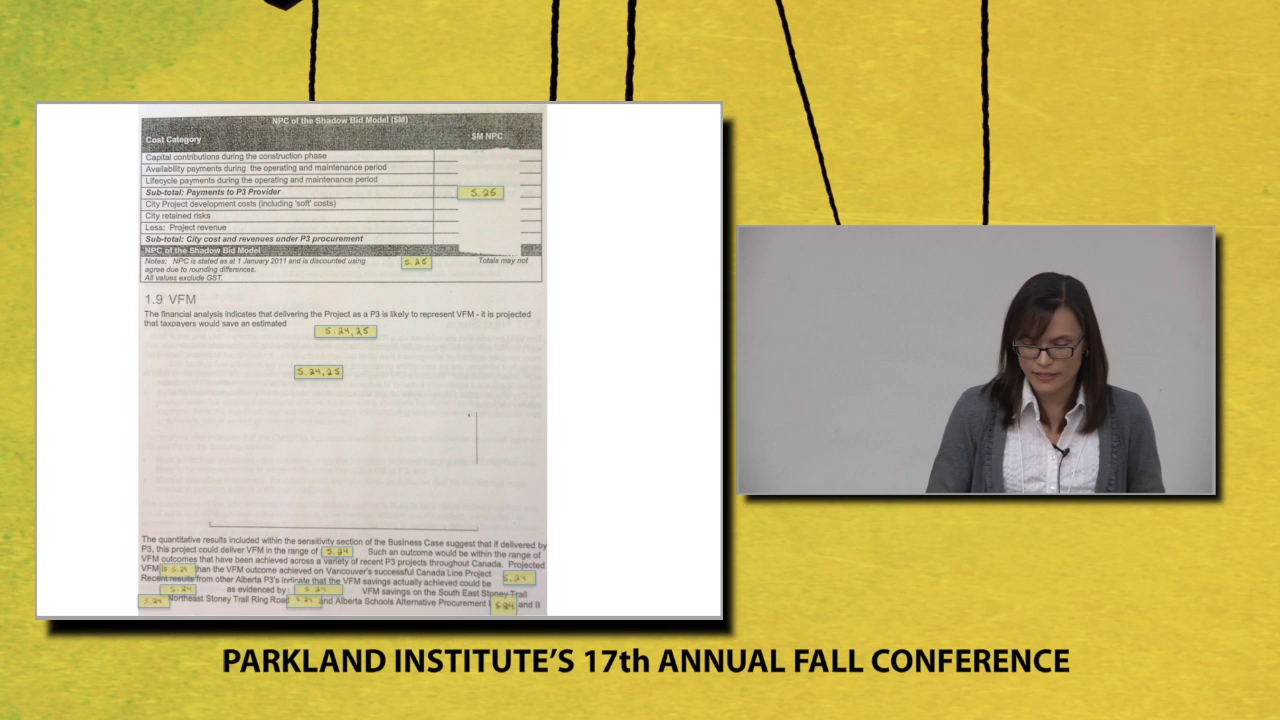 NPC of the Shadow Bid Model ($M)
Cost Category $M NPC
Capital contributions during the construction phase
Availability payments during the operating and maintenance period
Lifecycle payments during the operating and maintenance period
Sub-total: Payments to P3 Provider S.25
City Project development costs (including 'soft' costs)
City retained risks
Less: Project revenue
Sub-total: City cost and revenues under P3 procurement
NPC of the Shadow Bid Model
Notes: NPC is stated as at 1 January 2011 and is discounted using S.25 Totals may not
agree due to rounding differences.
All values exclude GST.
1.9 VFM
The financial analysis indicates that delivering the Project as a P3 is likely to represent VFM - it is projected
that taxpayers would save an estimated S.24,25
S.24,25
The quantitative results included within the sensitivity section of the Business Case suggest that if delivered by
P3, this project could deliver VFM in the range of S.24 Such an outcome would be within the range of
VFM outcomes that have been achieved across a variety of recent P3 projects throughout Canada. Projected
VFM is S.24 than the VFM outcome achieved on Vancouver's successful Canada Line Project S.24
Recent results from other Alberta P3's indicate that the VFM savings actually achieved could be
S.24 as evidenced by S.24 VFM savings on the South East Stoney Trail
S.24 Northeast Stoney Trail Ring Road S.24 and Alberta Schools Alternative Procurement I S.24 and II
PARKLAND INSTITUTE'S 17th ANNUAL FALL CONFERENCE